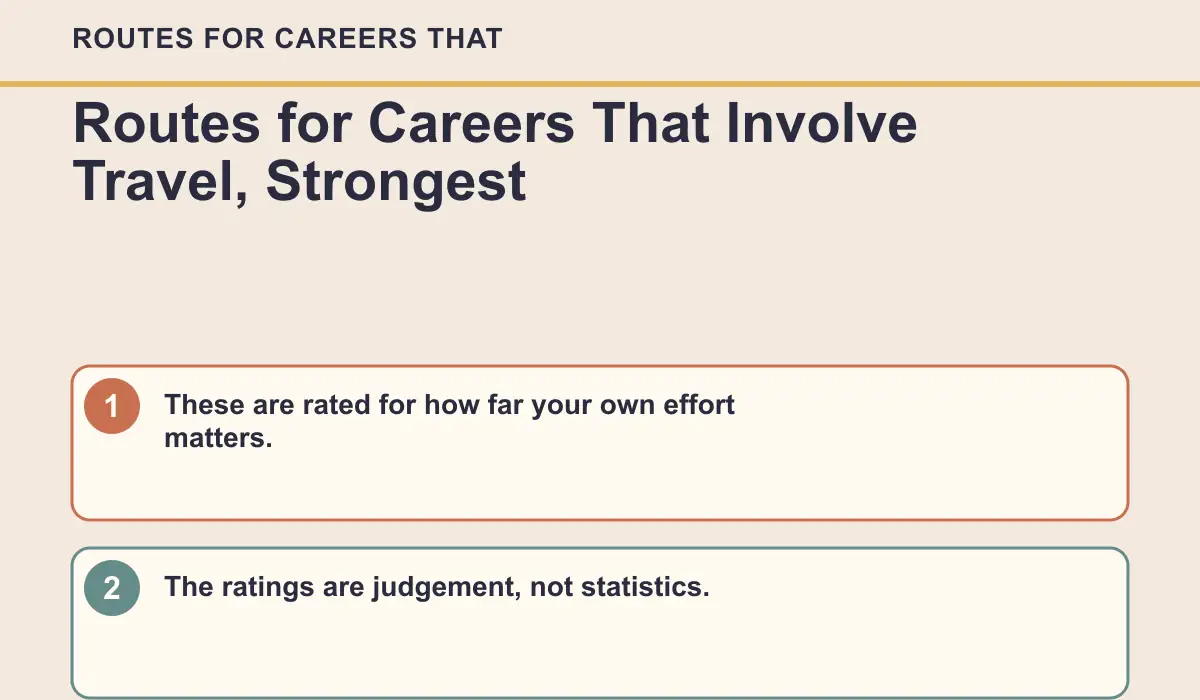 ROUTES FOR CAREERS THAT
Routes for Careers That Involve
Travel, Strongest
1
These are rated for how far your own effort
matters.
2
The ratings are judgement, not statistics.